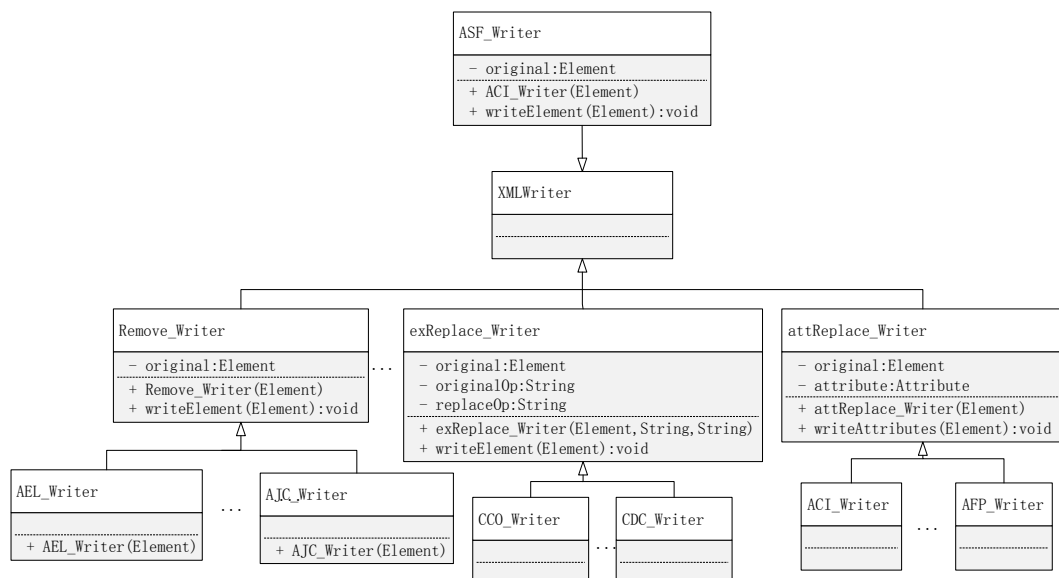 ASF_Writer
- original:Element
+ ACI_Writer(Element)
+ writeElement(Element):void
XMLWriter
Remove_Writer
- original:Element
+ Remove_Writer(Element)
+ writeElement(Element):void
...
exReplace_Writer
- original:Element
- originalOp:String
- replaceOp:String
+ exReplace_Writer(Element,String,String)
+ writeElement(Element):void
attReplace_Writer
- original:Element
- attribute:Attribute
+ attReplace_Writer(Element)
+ writeAttributes(Element):void
AEL_Writer
+ AEL_Writer(Element)
...
AJC_Writer
+ AJC_Writer(Element)
CCO_Writer
...
CDC_Writer
ACI_Writer
...
AFP_Writer